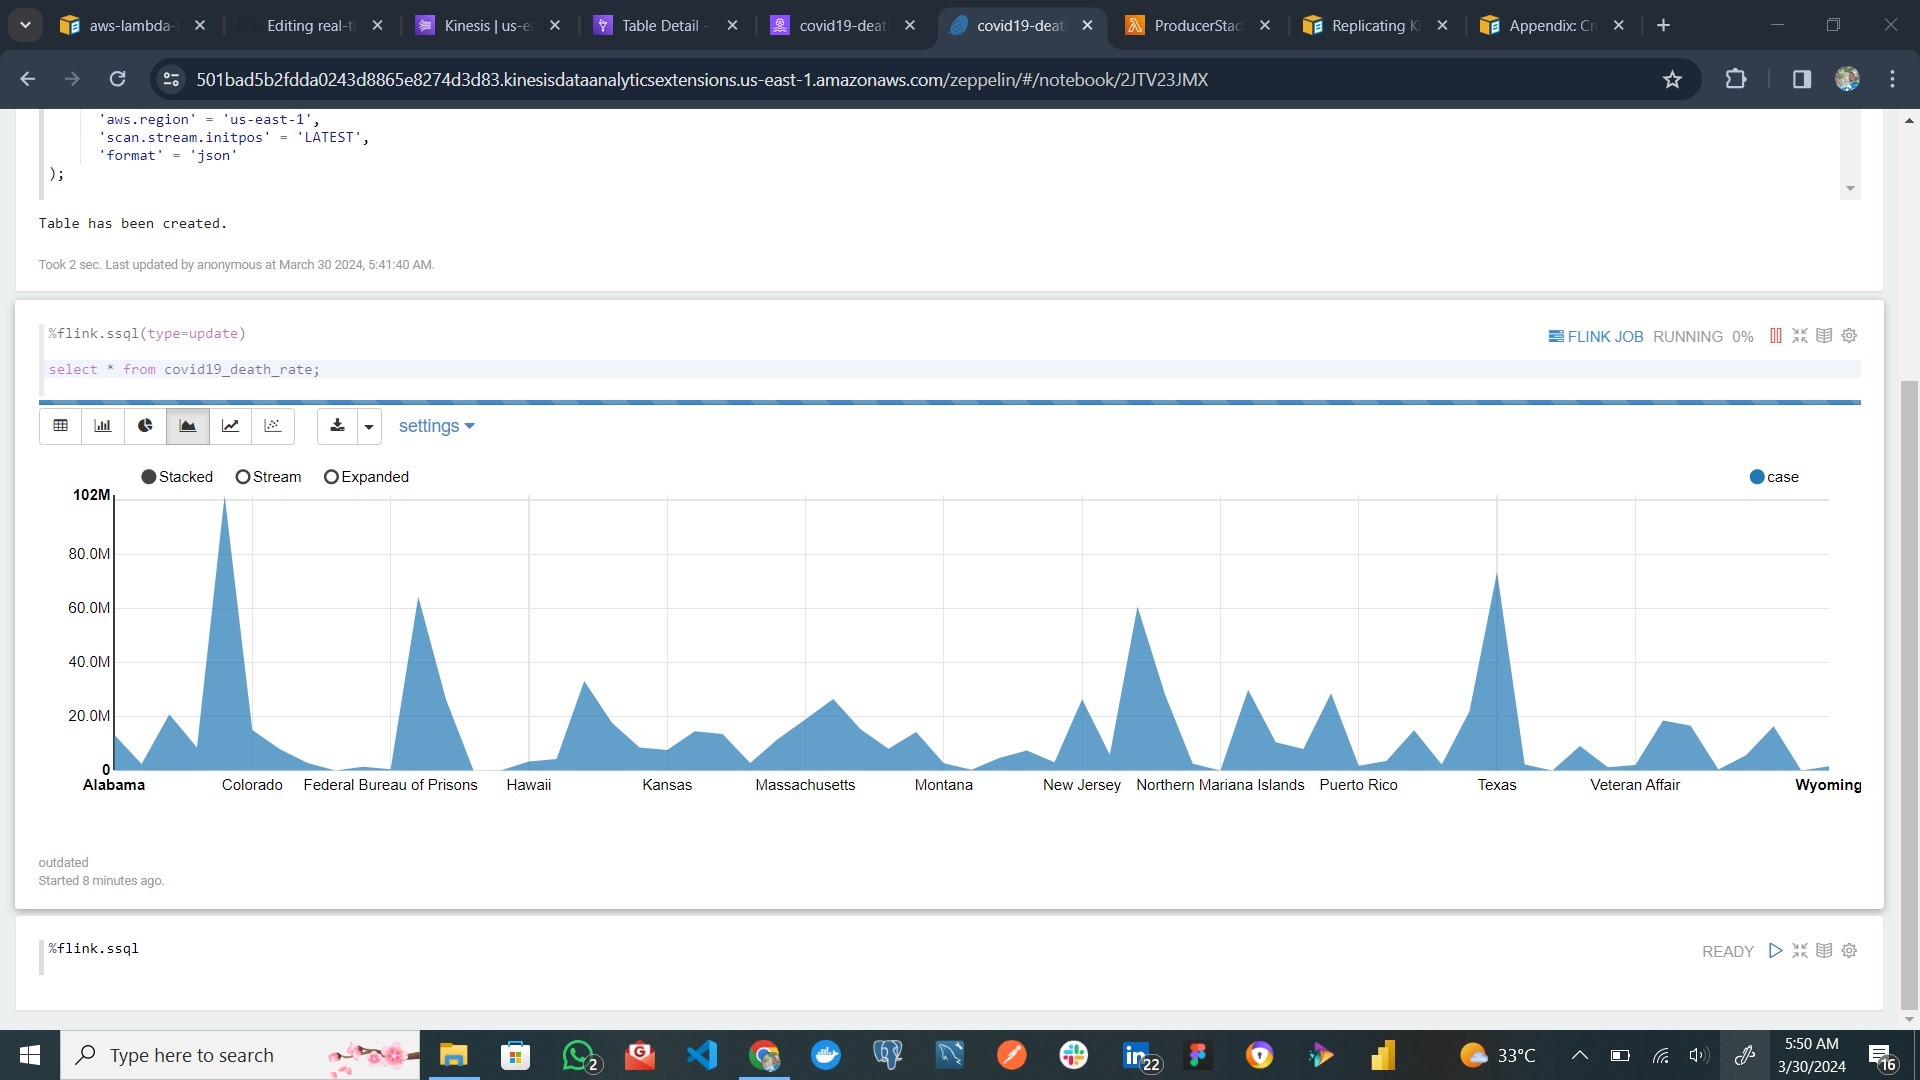 aws-lambda-
Editing real-ti
Kinesis | us-ea
Table Detail -
covid19-deat
covid19-deat
ProducerStac
Replicating Ki
Appendix: Cr
501bad5b2fdda0243d8865e8274d3d83.kinesisdataanalyticsextensions.us-east-1.amazonaws.com/zeppelin/#/notebook/2JTV23JMX
'aws.region' = 'us-east-1',
'scan.stream.initpos' = 'LATEST',
'format' = 'json'
);
Table has been created.
Took 2 sec. Last updated by anonymous at March 30 2024, 5:41:40 AM.
%flink.ssql(type=update)
FLINK JOB RUNNING 0%
select * from covid19_death_rate;
settings
Stacked Stream Expanded
case
102M
80.0M
60.0M
40.0M
20.0M
0
Alabama Colorado Federal Bureau of Prisons Hawaii Kansas Massachusetts Montana New Jersey Northern Mariana Islands Puerto Rico Texas Veteran Affair Wyoming
outdated
Started 8 minutes ago.
%flink.ssql
READY
Type here to search
2
22
33°C
5:50 AM
3/30/2024
16